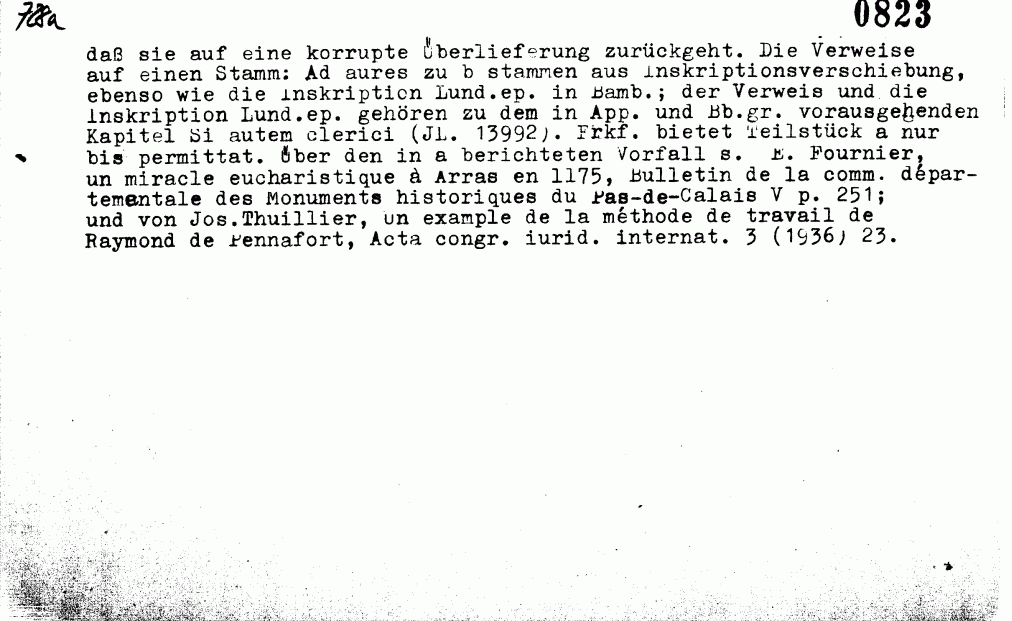 728a
0823
daß sie auf eine korrupte Überlieferung zurückgeht. Die Verweise
auf einen Stamm: Ad aures zu b stammen aus Inskriptionsverschiebung,
ebenso wie die Inskription Lund.ep. in Bamb.; der Verweis und die
Inskription Lund.ep. gehören zu dem in App. und Bb.gr. vorausgehenden
Kapitel Si autem clerici (JL. 13992). Frkf. bietet Teilstück a nur
bis permittat. Über den in a berichteten Vorfall s. E. Fournier,
un miracle eucharistique à Arras en 1175, Bulletin de la comm. dépar-
tementale des Monuments historiques du Pas-de-Calais V p. 251;
und von Jos.Thuillier, Un example de la méthode de travail de
Raymond de Pennafort, Acta congr. iurid. internat. 3 (1936) 23.